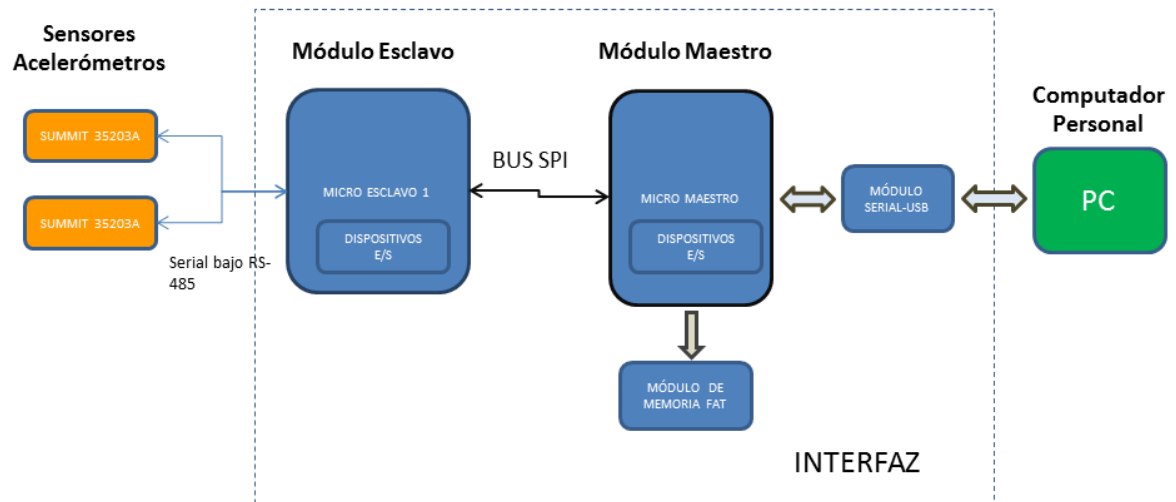 Sensores
Acelerómetros
SUMMIT 35203A
SUMMIT 35203A
Serial bajo RS-
485
Módulo Esclavo
MICRO ESCLAVO 1
DISPOSITIVOS
E/S
BUS SPI
Módulo Maestro
MICRO MAESTRO
DISPOSITIVOS
E/S
MÓDULO DE
MEMORIA FAT
MÓDULO
SERIAL-USB
Computador
Personal
PC
INTERFAZ